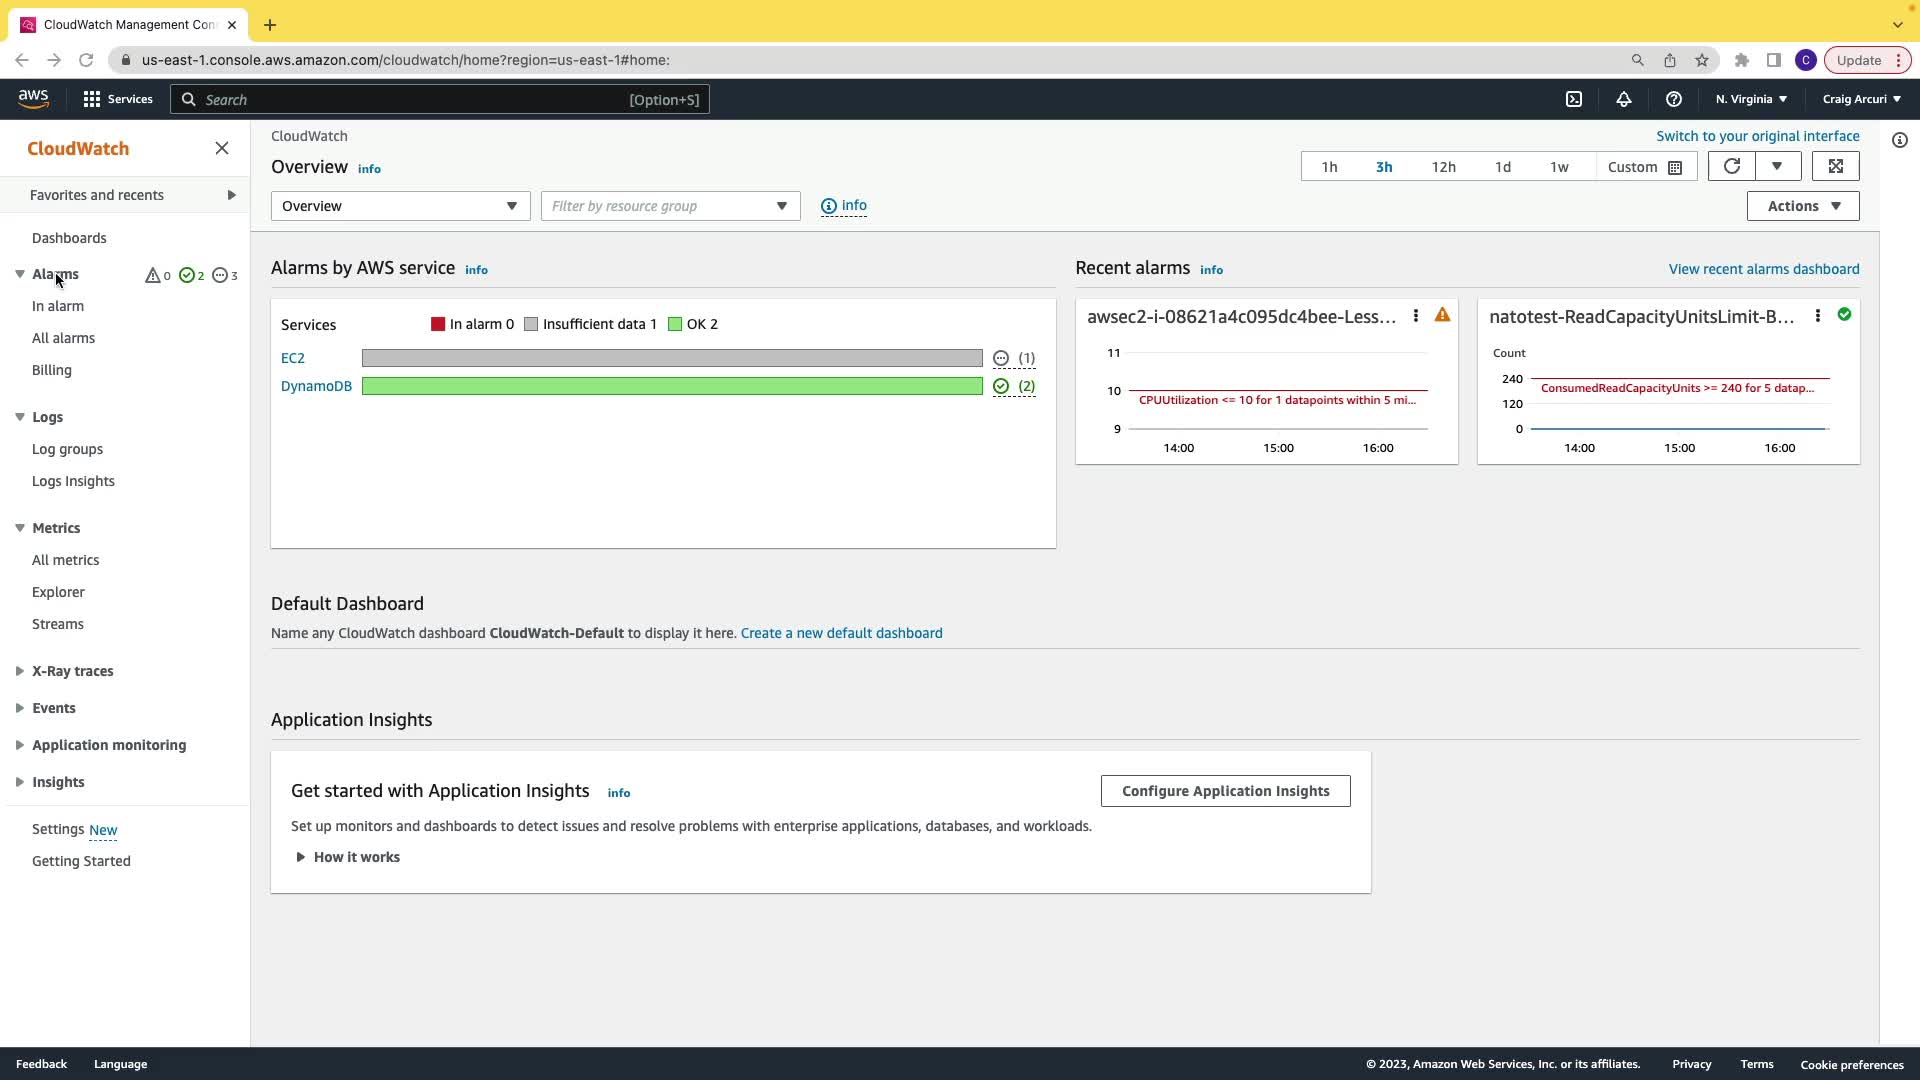 CloudWatch Management Con
us-east-1.console.aws.amazon.com/cloudwatch/home?region=us-east-1#home:
C
Update
aws
Services
Search
[Option+S]
N. Virginia
Craig Arcuri
CloudWatch
Favorites and recents
Dashboards
Alarms 0 2 3
In alarm
All alarms
Billing
Logs
Log groups
Logs Insights
Metrics
All metrics
Explorer
Streams
X-Ray traces
Events
Application monitoring
Insights
Settings New
Getting Started
CloudWatch
Switch to your original interface
Overview info
1h 3h 12h 1d 1w Custom
Overview
Filter by resource group
info
Actions
Alarms by AWS service info
Services In alarm 0 Insufficient data 1 OK 2
EC2 (1)
DynamoDB (2)
Recent alarms info
View recent alarms dashboard
awsec2-i-08621a4c095dc4bee-Less...
11
10
CPUUtilization <= 10 for 1 datapoints within 5 mi...
9
14:00 15:00 16:00
natotest-ReadCapacityUnitsLimit-B...
Count
240
ConsumedReadCapacityUnits >= 240 for 5 datap...
120
0
14:00 15:00 16:00
Default Dashboard
Name any CloudWatch dashboard CloudWatch-Default to display it here. Create a new default dashboard
Application Insights
Get started with Application Insights info
Configure Application Insights
Set up monitors and dashboards to detect issues and resolve problems with enterprise applications, databases, and workloads.
How it works
Feedback
Language
© 2023, Amazon Web Services, Inc. or its affiliates.
Privacy
Terms
Cookie preferences